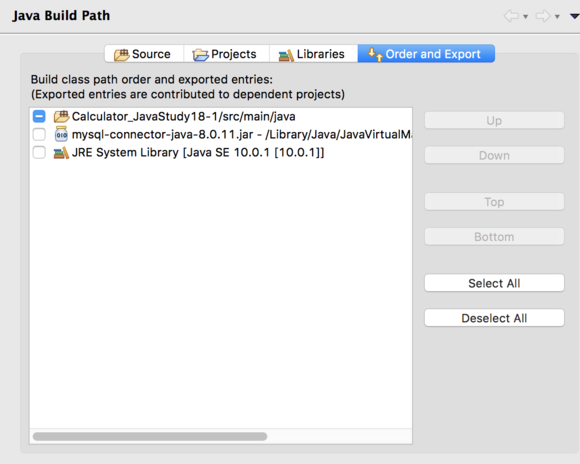 Java Build Path
Source
Projects
Libraries
Order and Export
Build class path order and exported entries:
(Exported entries are contributed to dependent projects)
Calculator_JavaStudy18-1/src/main/java
mysql-connector-java-8.0.11.jar - /Library/Java/JavaVirtualMa
JRE System Library [Java SE 10.0.1 [10.0.1]]
Up
Down
Top
Bottom
Select All
Deselect All